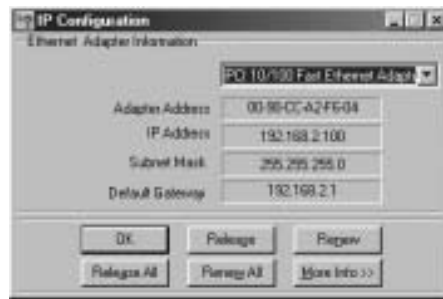 IP Configuration
Ethernet Adapter Information
PCI 10/100 Fast Ethernet Adapt
Adapter Address 00-90-CC-A2-F6-04
IP Address 192.168.2.100
Subnet Mask 255.255.255.0
Default Gateway 192.168.2.1
OK Release Renew
Release All Renew All More Info >>